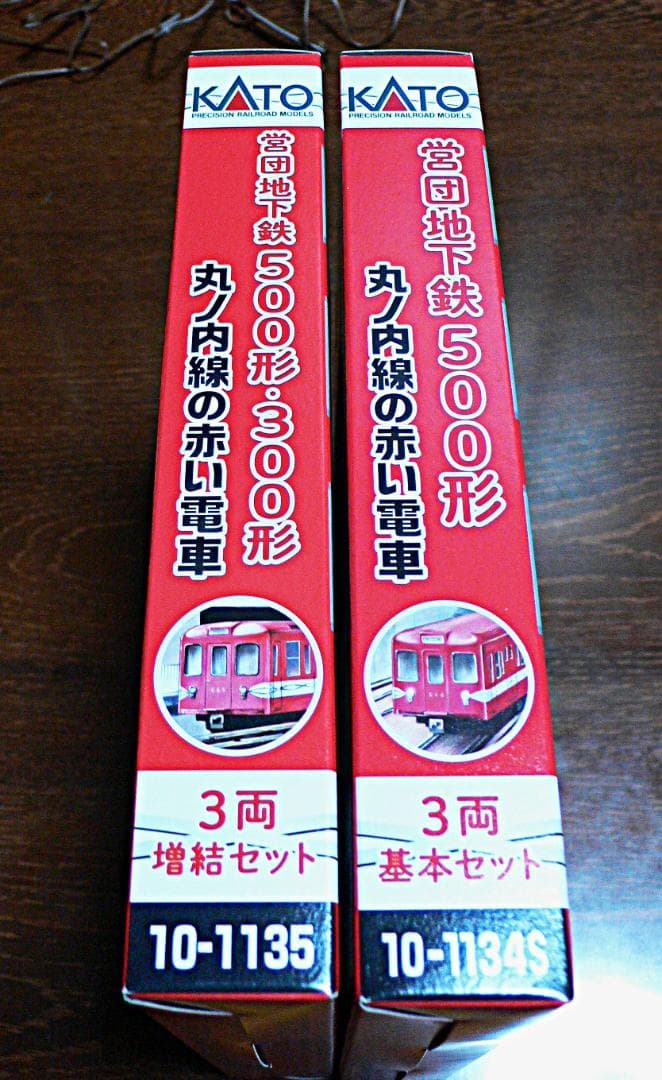 KATO
PRECISION RAILROAD MODELS
営団地下鉄500形・300形
丸ノ内線の赤い電車
3両
増結セット
10-1135
KATO
PRECISION RAILROAD MODELS
営団地下鉄500形
丸ノ内線の赤い電車
3両
基本セット
10-1134S